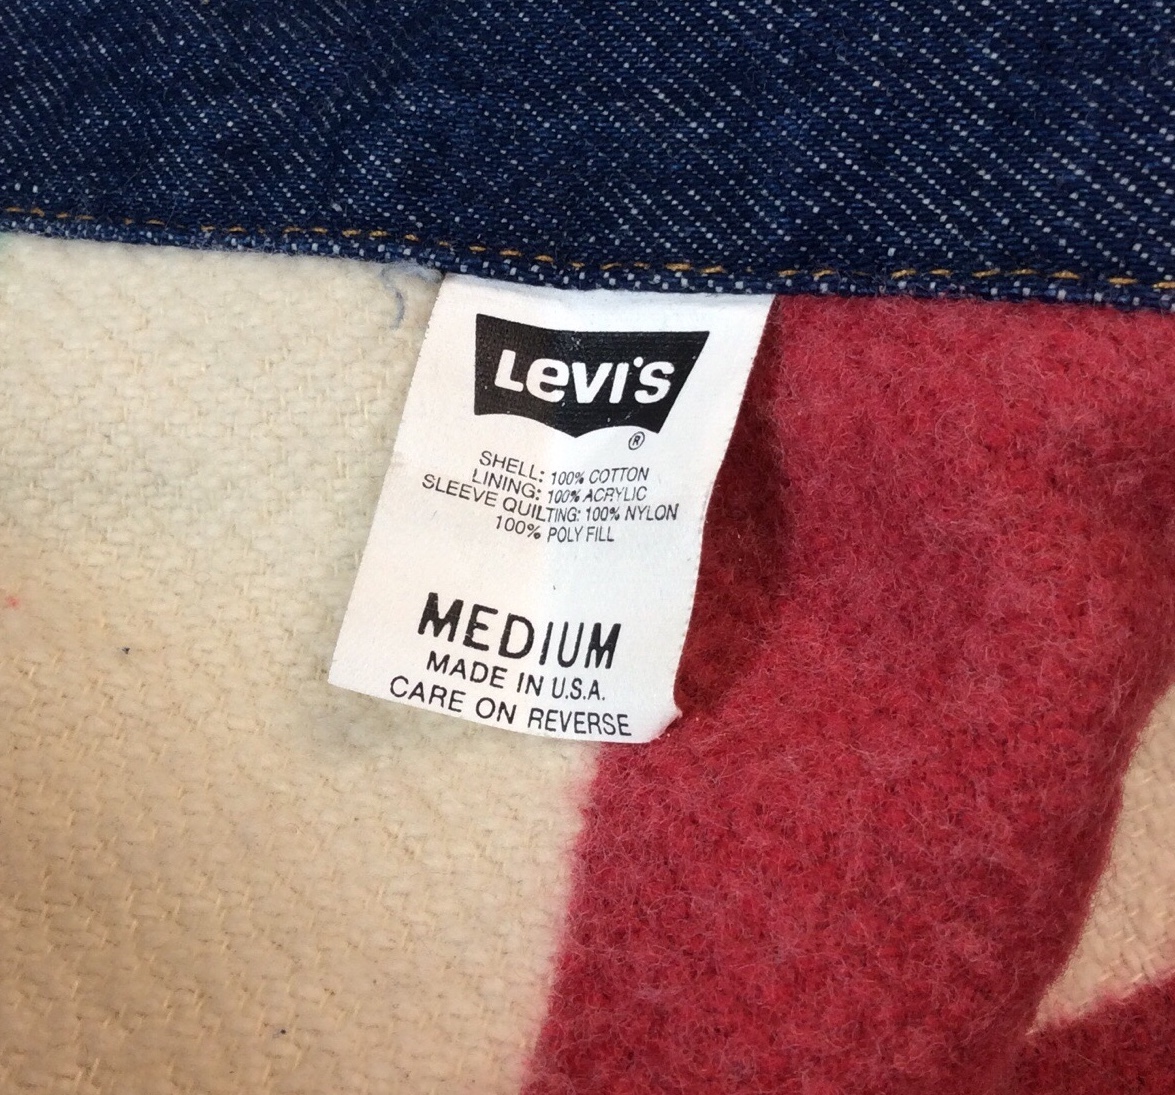 Levi's
®
SHELL: 100% COTTON
LINING: 100% ACRYLIC
SLEEVE QUILTING: 100% NYLON
100% POLY FILL
MEDIUM
MADE IN U.S.A.
CARE ON REVERSE